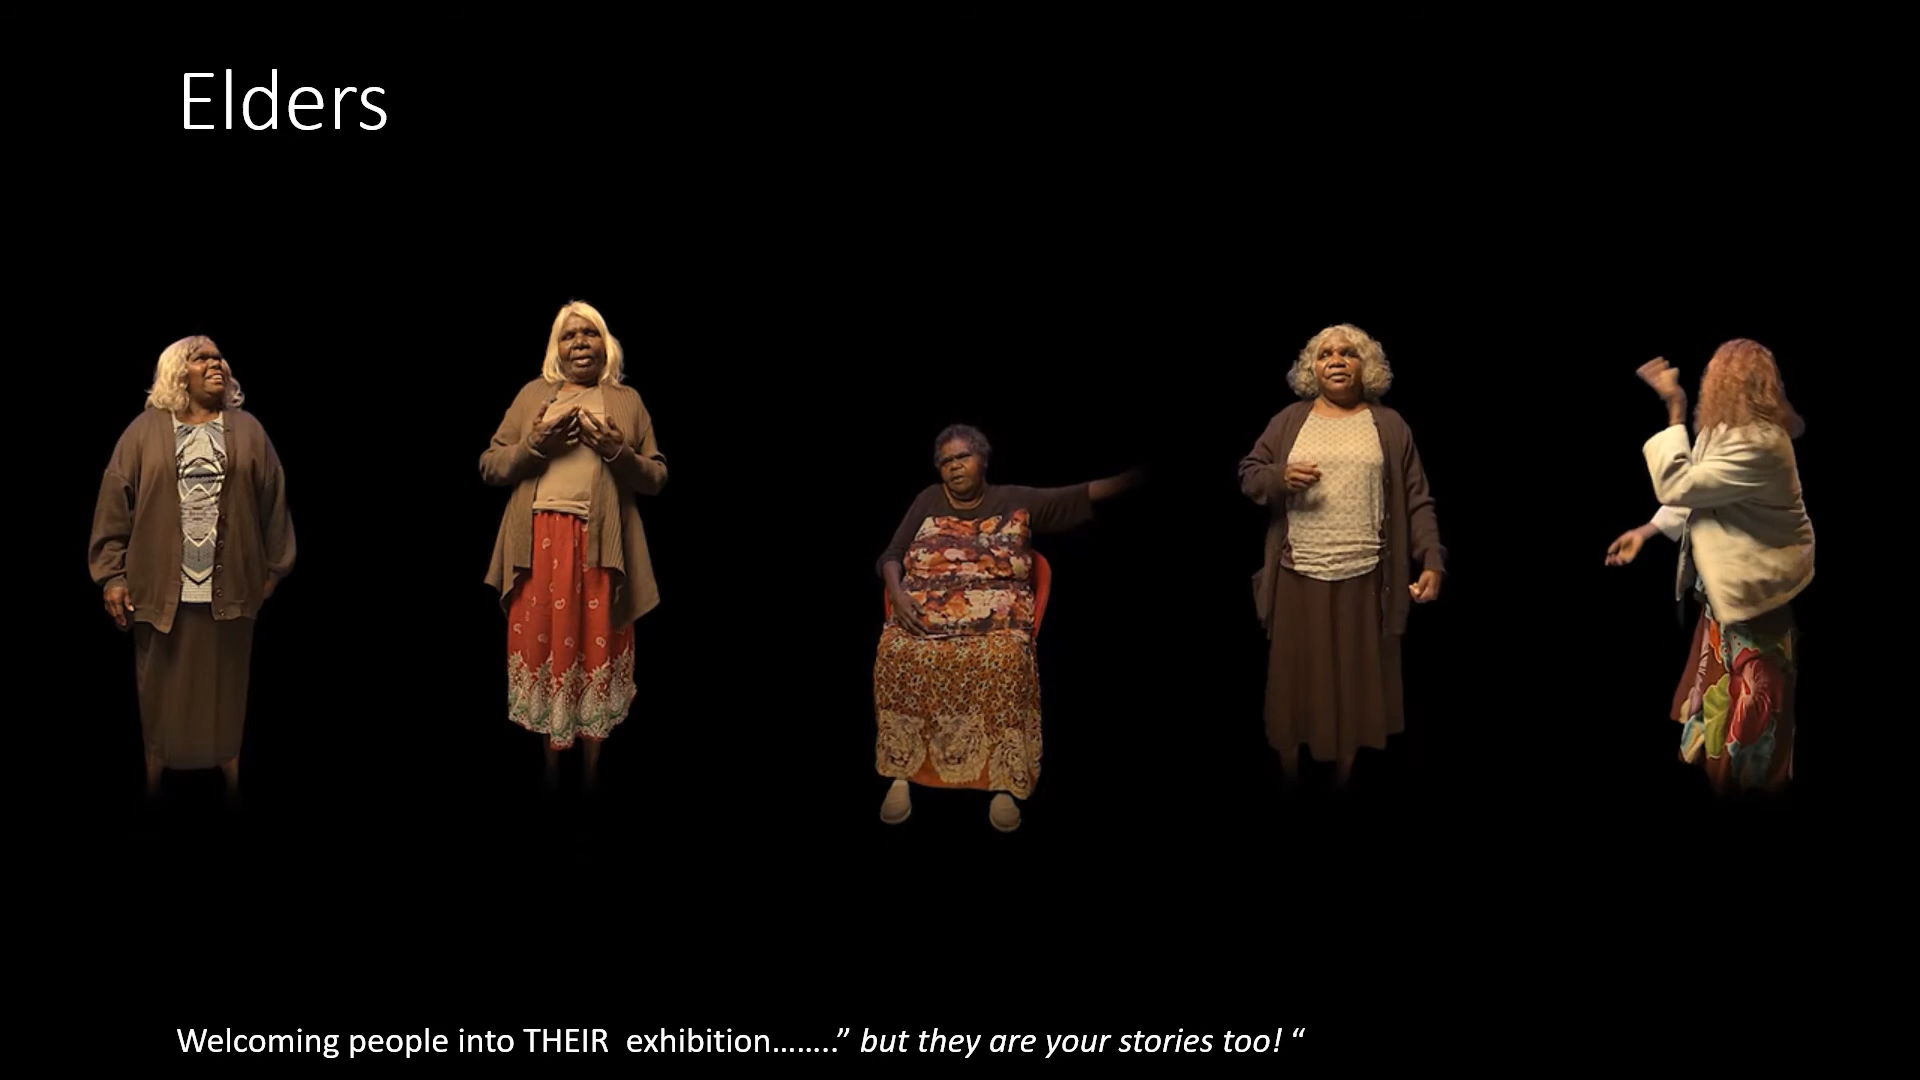 Elders
Welcoming people into THEIR  exhibition........” but they are your stories too! “